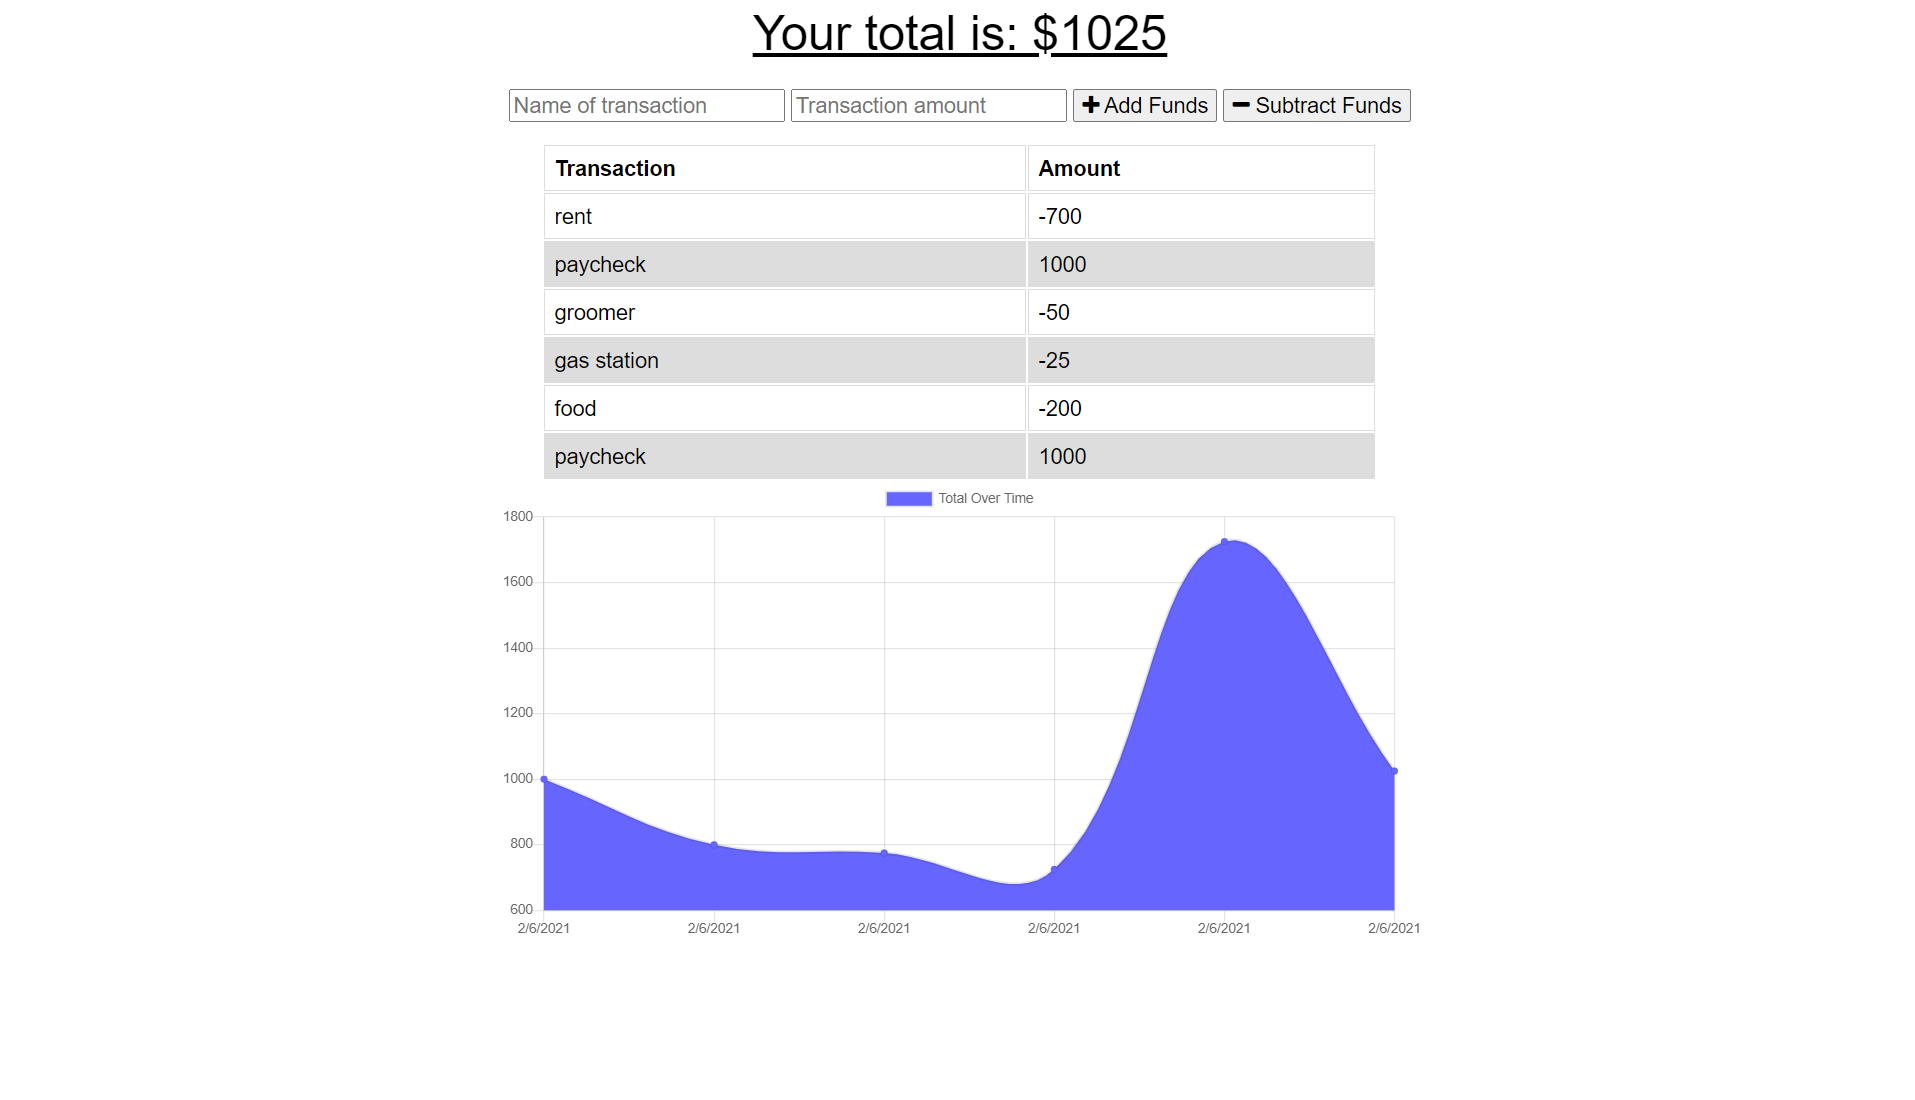 Your total is: $1025
Name of transaction Transaction amount Add Funds Subtract Funds
Transaction Amount
rent -700
paycheck 1000
groomer -50
gas station -25
food -200
paycheck 1000
Total Over Time
1800
1600
1400
1200
1000
800
600
2/6/2021 2/6/2021 2/6/2021 2/6/2021 2/6/2021 2/6/2021